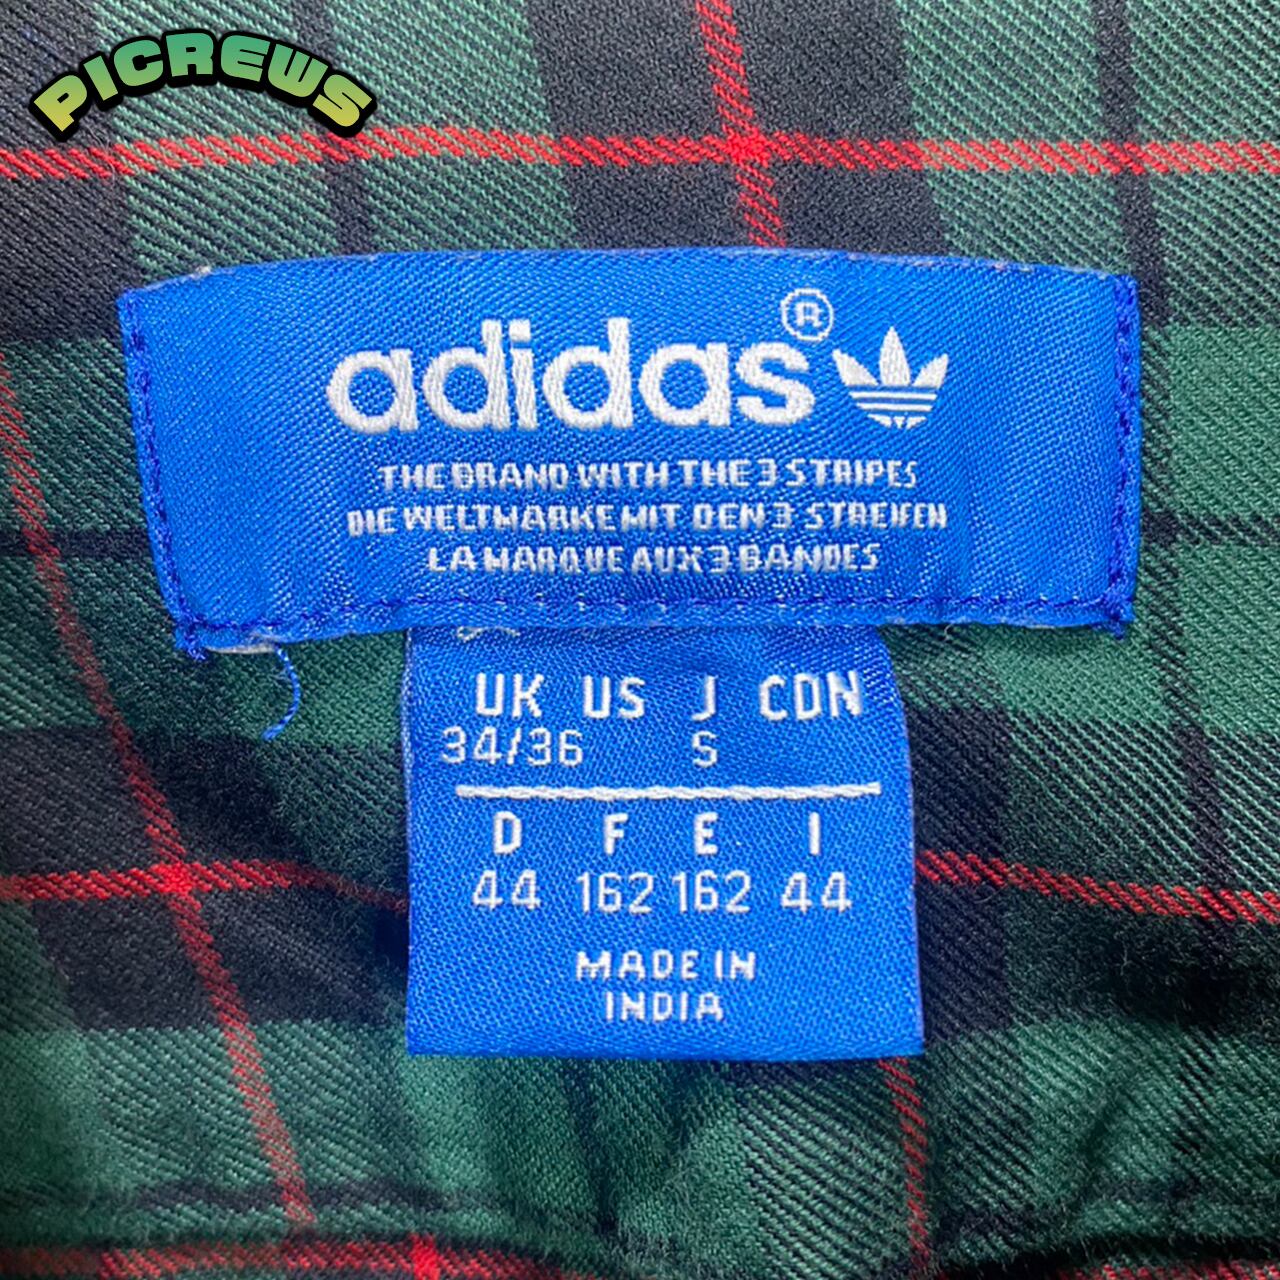 PICREWS
adidas®
THE BRAND WITH THE 3 STRIPES
DIE WELTMARKE MIT DEN 3 STREIFEN
LA MARQUE AUX 3 BANDES
UK US J CDN
34/36 S
D F E I
44 162 162 44
MADE IN
INDIA